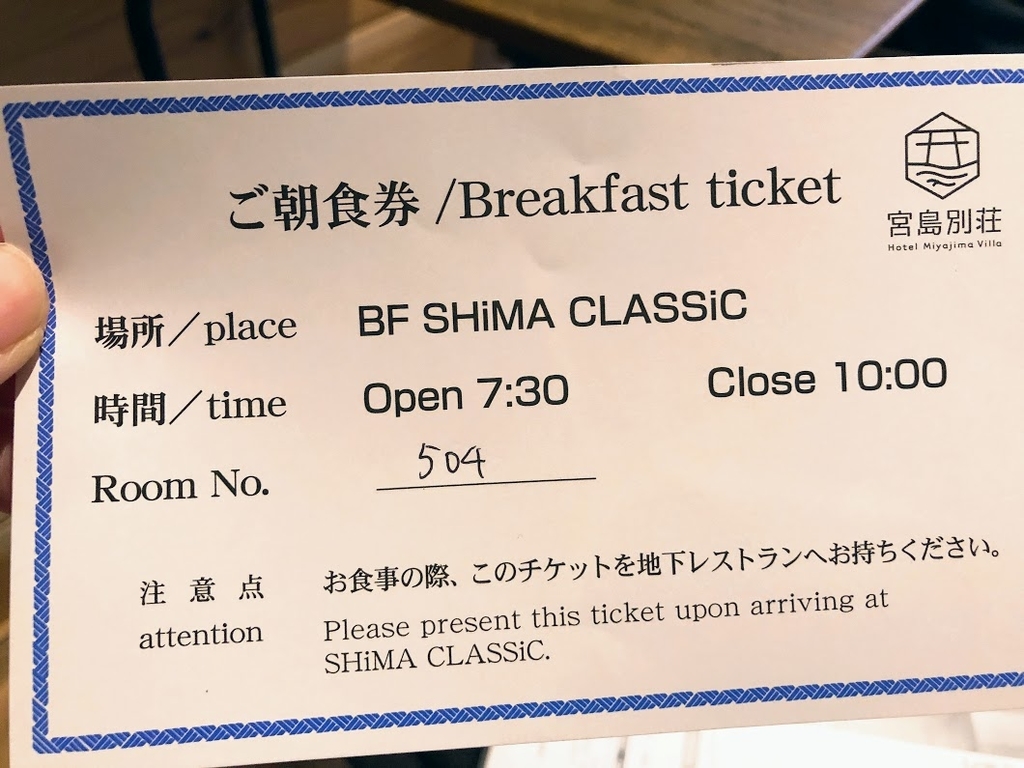 ご朝食券 /Breakfast ticket
宮島別荘
Hotel Miyajima Villa
場所／place BF SHiMA CLASSiC
時間／time Open 7:30 Close 10:00
Room No. 504
注意点 お食事の際、このチケットを地下レストランへお持ちください。
attention Please present this ticket upon arriving at
SHiMA CLASSiC.